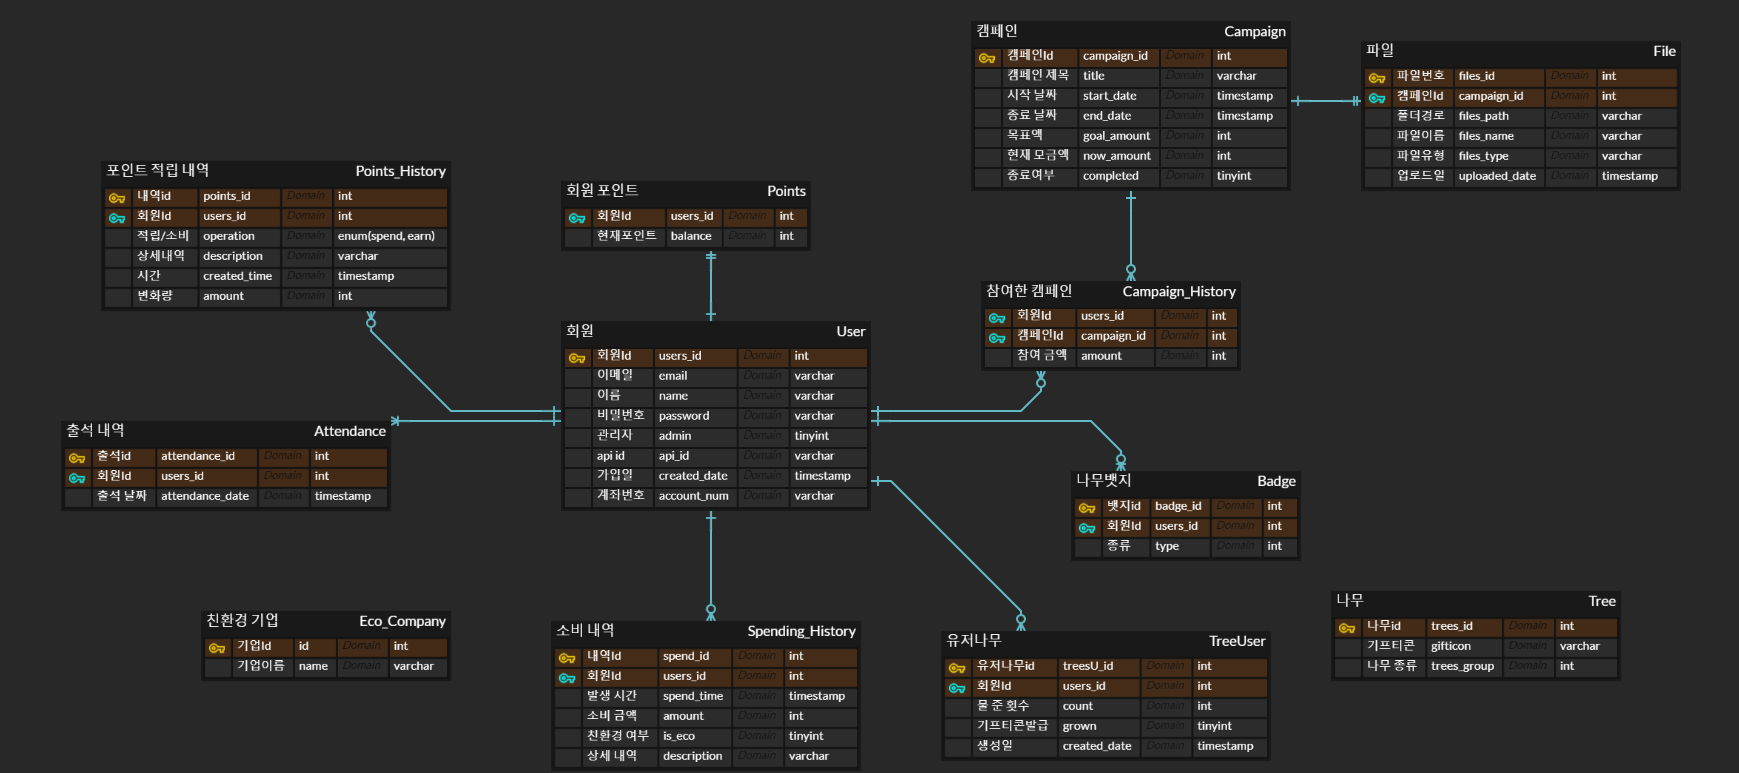 캠페인 Campaign
캠페인Id campaign_id Domain int
캠페인 제목 title Domain varchar
시작 날짜 start_date Domain timestamp
종료 날짜 end_date Domain timestamp
목표액 goal_amount Domain int
현재 모금액 now_amount Domain int
종료여부 completed Domain tinyint
파일 File
파일번호 files_id Domain int
캠페인Id campaign_id Domain int
폴더경로 files_path Domain varchar
파일이름 files_name Domain varchar
파일유형 files_type Domain varchar
업로드일 uploaded_date Domain timestamp
포인트 적립 내역 Points_History
내역id points_id Domain int
회원Id users_id Domain int
적립/소비 operation Domain enum(spend, earn)
상세내역 description Domain varchar
시간 created_time Domain timestamp
변화량 amount Domain int
회원 포인트 Points
회원Id users_id Domain int
현재포인트 balance Domain int
참여한 캠페인 Campaign_History
회원Id users_id Domain int
캠페인Id campaign_id Domain int
참여 금액 amount Domain int
회원 User
회원Id users_id Domain int
이메일 email Domain varchar
이름 name Domain varchar
비밀번호 password Domain varchar
관리자 admin Domain tinyint
api id api_id Domain varchar
가입일 created_date Domain timestamp
계좌번호 account_num Domain varchar
출석 내역 Attendance
출석id attendance_id Domain int
회원Id users_id Domain int
출석 날짜 attendance_date Domain timestamp
나무뱃지 Badge
뱃지id badge_id Domain int
회원Id users_id Domain int
종류 type Domain int
친환경 기업 Eco_Company
기업Id id Domain int
기업이름 name Domain varchar
소비 내역 Spending_History
내역Id spend_id Domain int
회원Id users_id Domain int
발생 시간 spend_time Domain timestamp
소비 금액 amount Domain int
친환경 여부 is_eco Domain tinyint
상세 내역 description Domain varchar
유저나무 TreeUser
유저나무id treesU_id Domain int
회원Id users_id Domain int
물 준 횟수 count Domain int
기프티콘발급 grown Domain tinyint
생성일 created_date Domain timestamp
나무 Tree
나무id trees_id Domain int
기프티콘 gifticon Domain varchar
나무 종류 trees_group Domain int